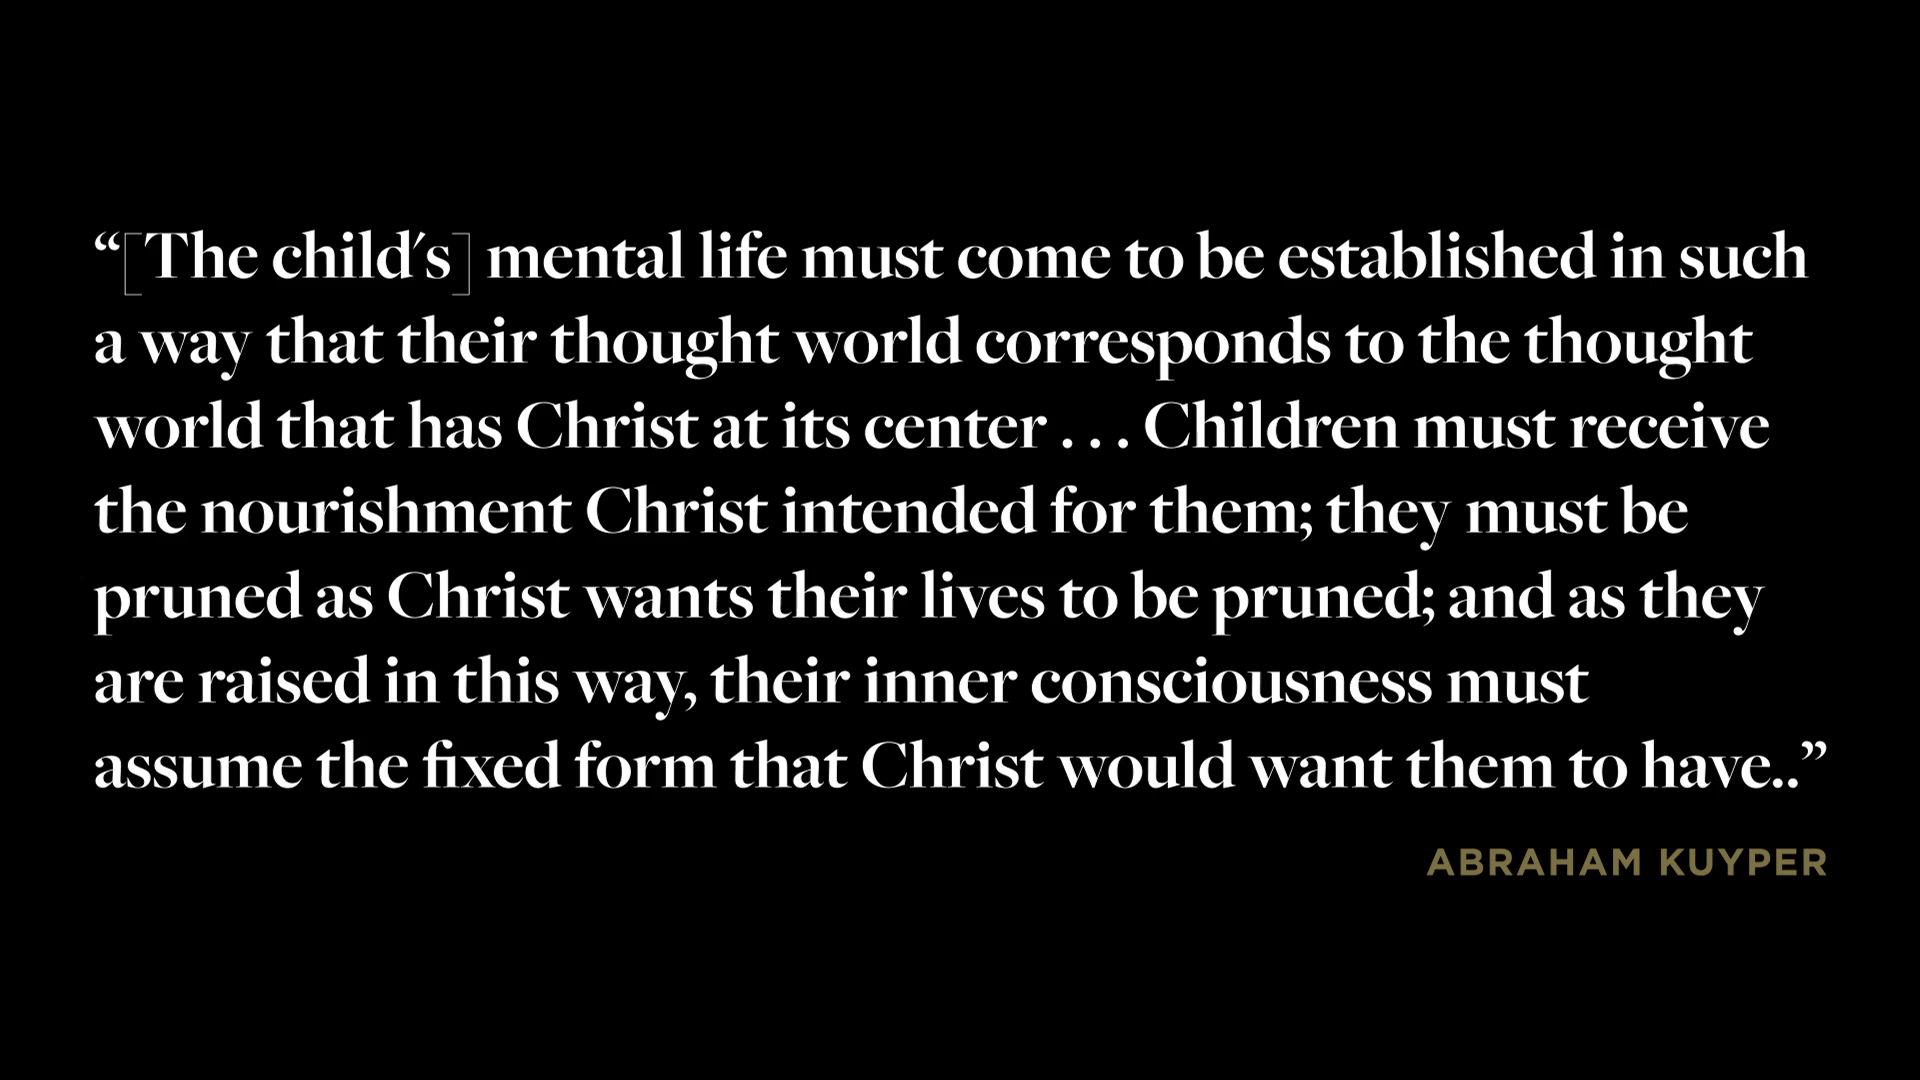 “[The child's] mental life must come to be established in such
a way that their thought world corresponds to the thought
world that has Christ at its center . . . Children must receive
the nourishment Christ intended for them; they must be
pruned as Christ wants their lives to be pruned; and as they
are raised in this way, their inner consciousness must
assume the fixed form that Christ would want them to have..”
ABRAHAM KUYPER